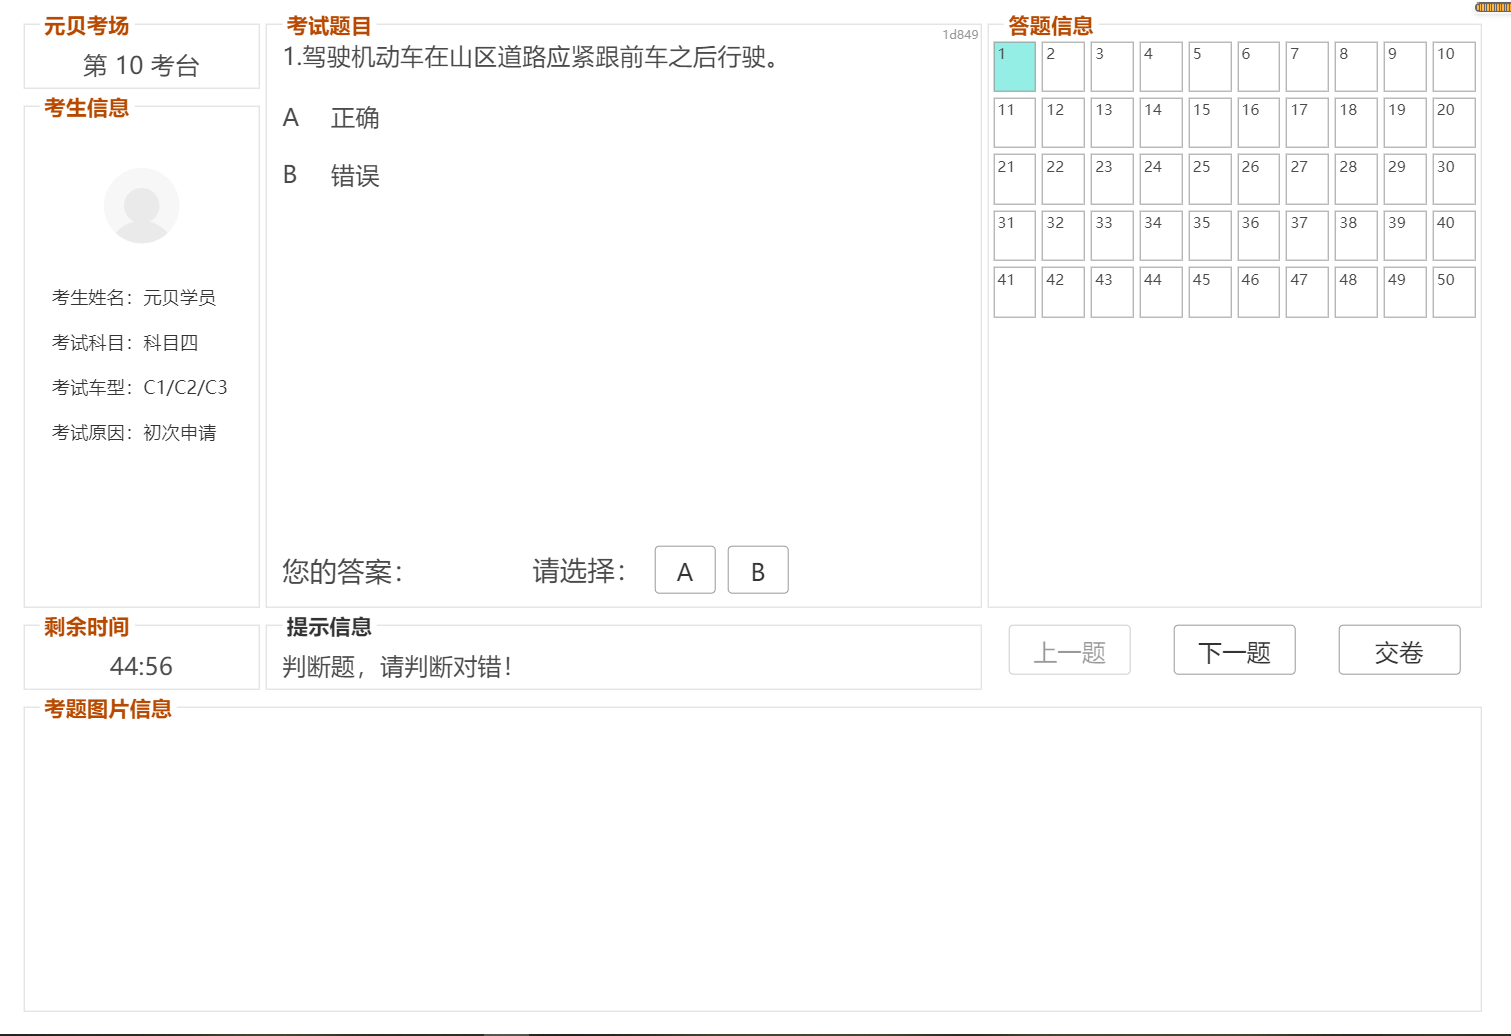 元贝考场
第 10 考台
考生信息
考生姓名：元贝学员
考试科目：科目四
考试车型：C1/C2/C3
考试原因：初次申请
考试题目
1d849
1.驾驶机动车在山区道路应紧跟前车之后行驶。
A 正确
B 错误
您的答案：
请选择：
A B
答题信息
1 2 3 4 5 6 7 8 9 10
11 12 13 14 15 16 17 18 19 20
21 22 23 24 25 26 27 28 29 30
31 32 33 34 35 36 37 38 39 40
41 42 43 44 45 46 47 48 49 50
剩余时间
44:56
提示信息
判断题，请判断对错！
上一题 下一题 交卷
考题图片信息